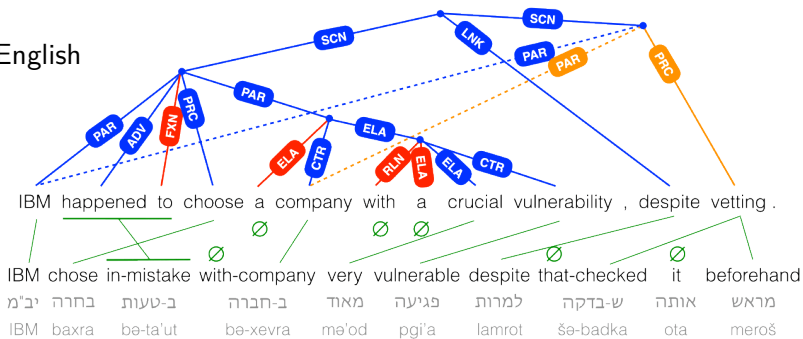 English
SCN SCN
LNK
PAR PAR PRC
PAR ADV FXN PRC PAR ELA CTR ELA RLN ELA ELA CTR
IBM happened to choose a company with a crucial vulnerability , despite vetting .
∅ ∅ ∅
∅ ∅ ∅
IBM chose in-mistake with-company very vulnerable despite that-checked it beforehand
יב"מ בחרה ב-טעות ב-חברה מאוד פגיעה למרות ש-בדקה אותה מראש
IBM baxra bə-ta'ut bə-xevra mə'od pgi'a lamrot šə-badka ota meroš